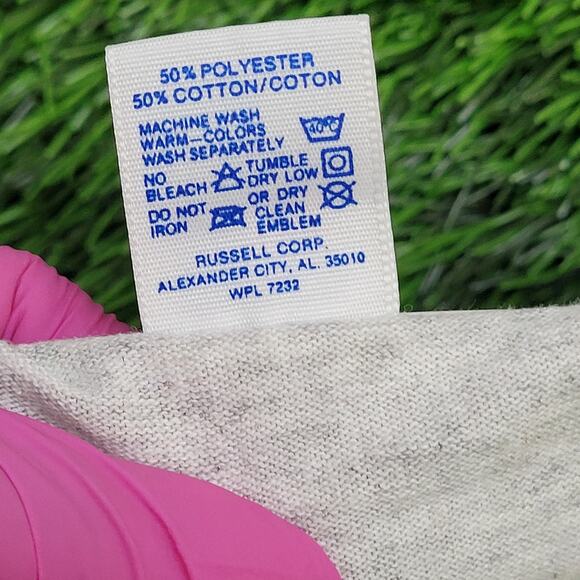 50% POLYESTER
50% COTTON/COTON
MACHINE WASH
WARM-COLORS
WASH SEPARATELY
40°C
NO
BLEACH
TUMBLE
DRY LOW
DO NOT
IRON
OR DRY
CLEAN
EMBLEM
RUSSELL CORP.
ALEXANDER CITY, AL. 35010
WPL 7232